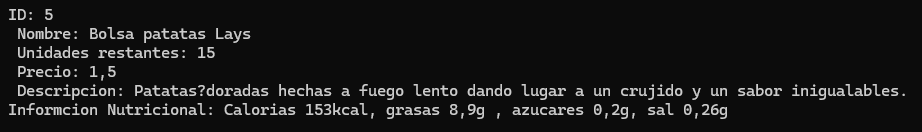 ID: 5
Nombre: Bolsa patatas Lays
Unidades restantes: 15
Precio: 1,5
Descripcion: Patatas?doradas hechas a fuego lento dando lugar a un crujido y un sabor inigualables.
Informcion Nutricional: Calorias 153kcal, grasas 8,9g , azucares 0,2g, sal 0,26g